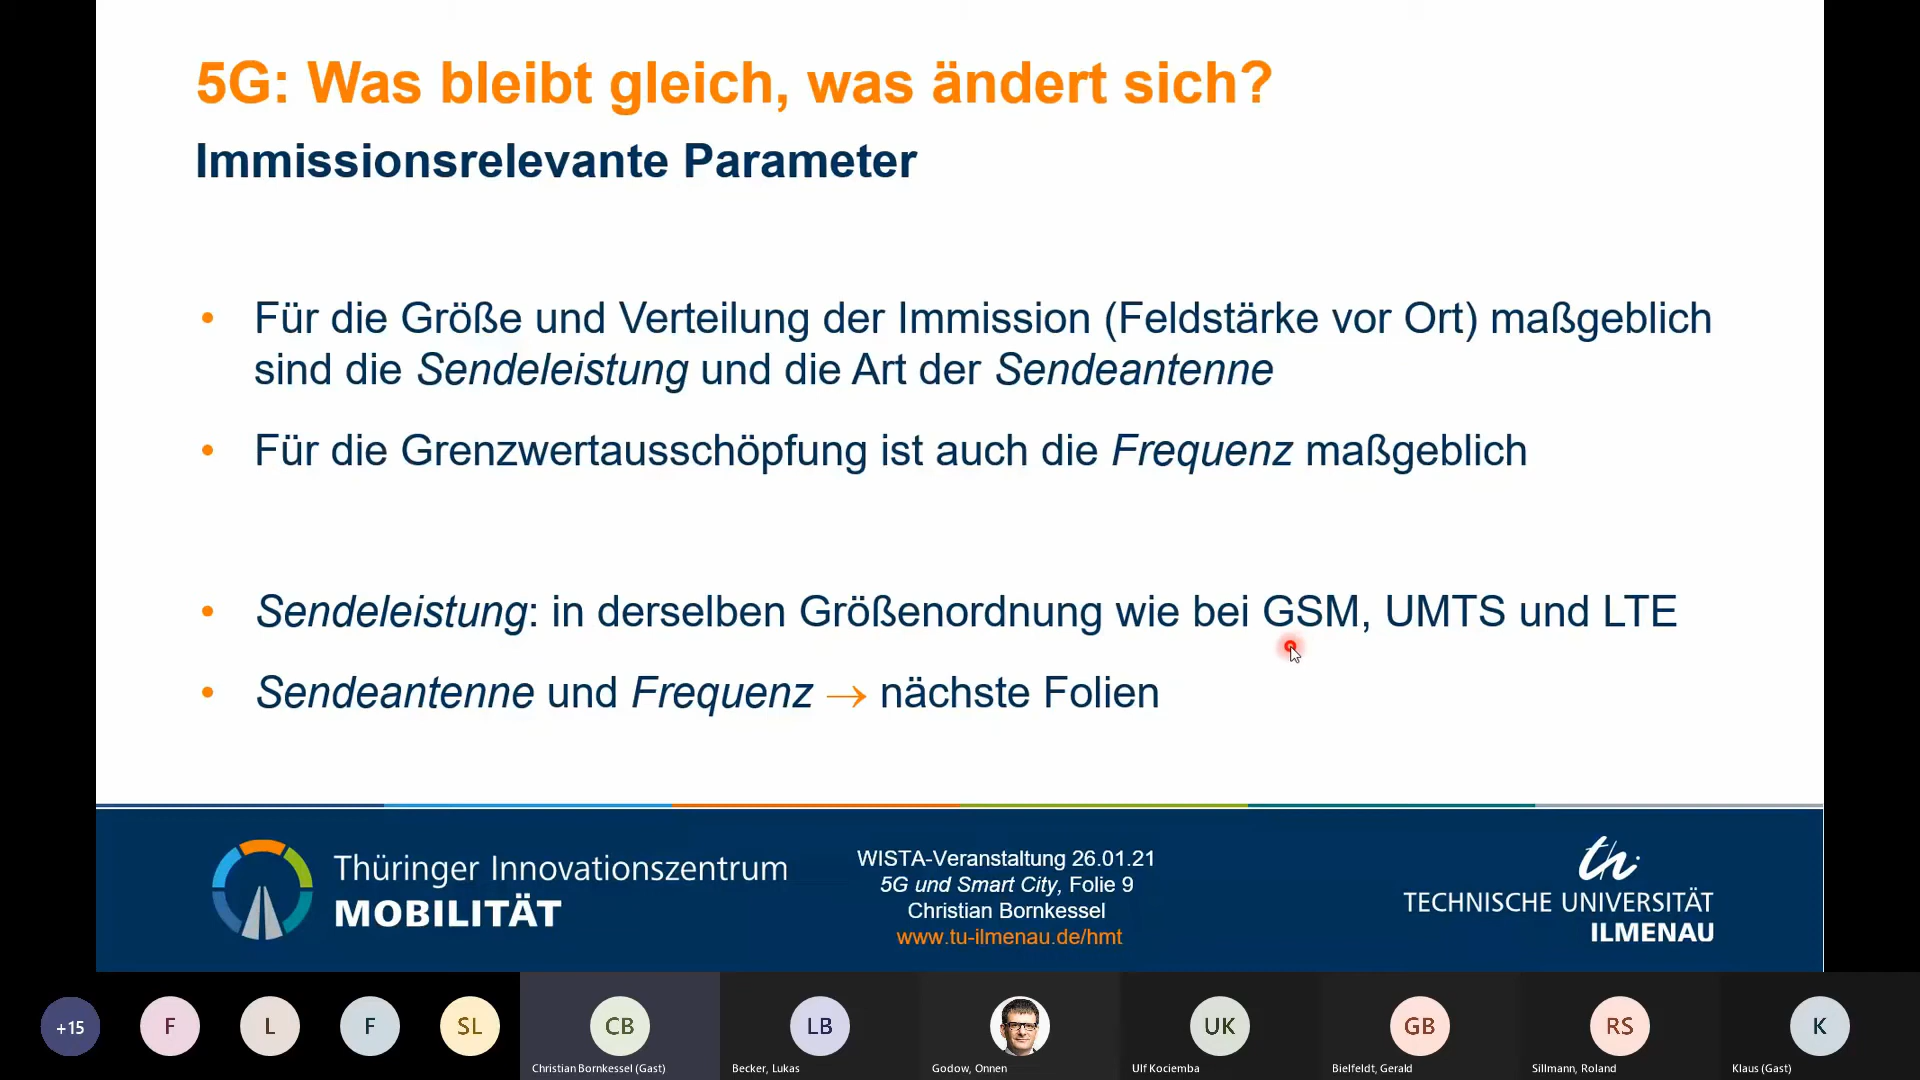 5G: Was bleibt gleich, was ändert sich?
Immissionsrelevante Parameter
• Für die Größe und Verteilung der Immission (Feldstärke vor Ort) maßgeblich
sind die Sendeleistung und die Art der Sendeantenne
• Für die Grenzwertausschöpfung ist auch die Frequenz maßgeblich
• Sendeleistung: in derselben Größenordnung wie bei GSM, UMTS und LTE
• Sendeantenne und Frequenz → nächste Folien
Thüringer Innovationszentrum
MOBILITÄT
WISTA-Veranstaltung 26.01.21
5G und Smart City, Folie 9
Christian Bornkessel
www.tu-ilmenau.de/hmt
th
TECHNISCHE UNIVERSITÄT
ILMENAU
+15
F
L
F
SL
CB
LB
UK
GB
RS
K
Christian Bornkessel (Gast)
Becker, Lukas
Godow, Onnen
Ulf Kociemba
Bielfeldt, Gerald
Sillmann, Roland
Klaus (Gast)